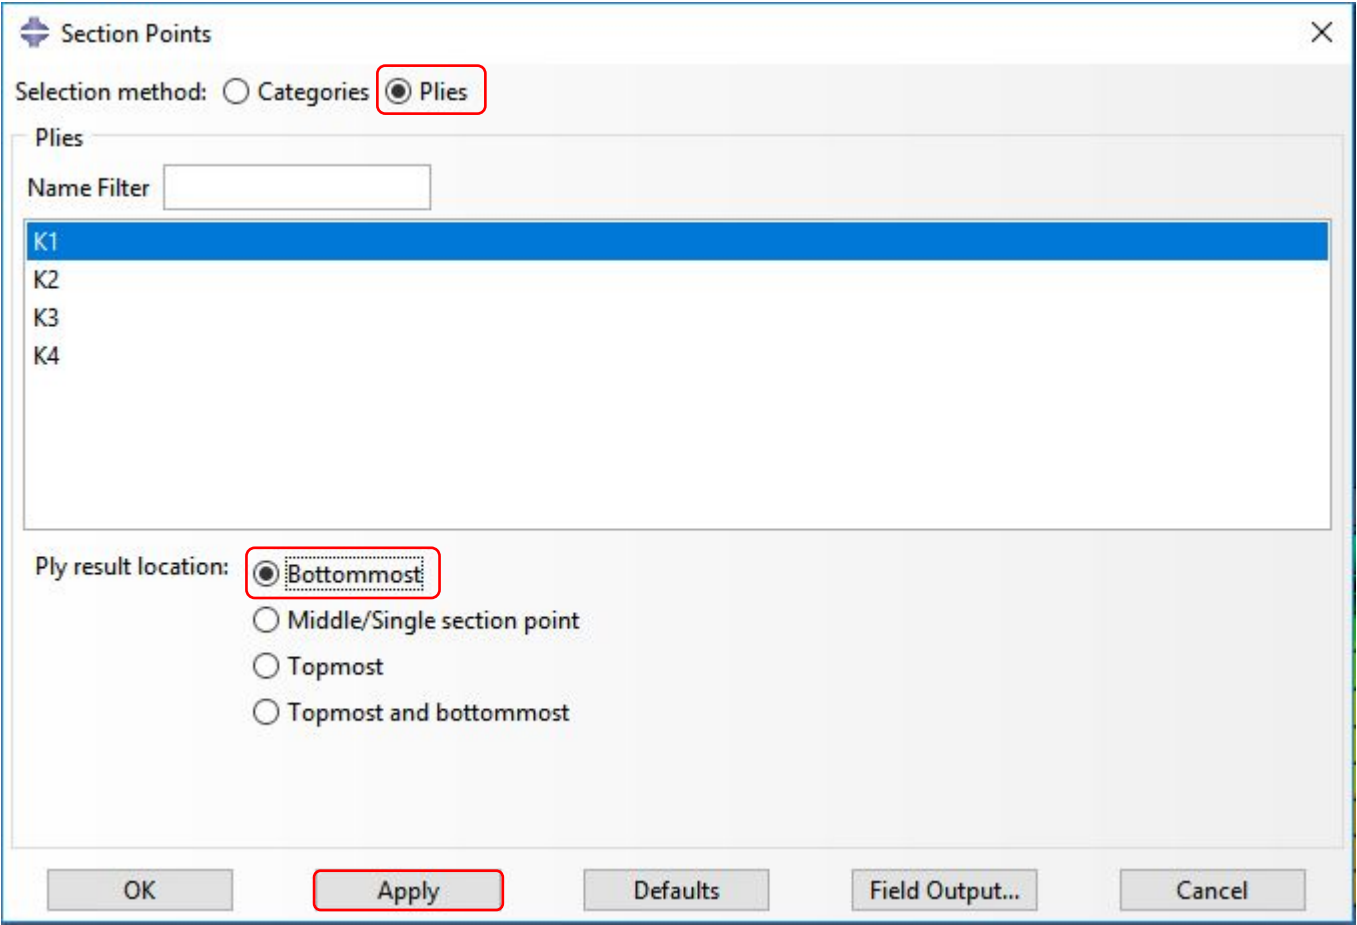 Section Points
Selection method: Categories Plies
Plies
Name Filter
K1
K2
K3
K4
Ply result location: Bottommost
Middle/Single section point
Topmost
Topmost and bottommost
OK Apply Defaults Field Output... Cancel